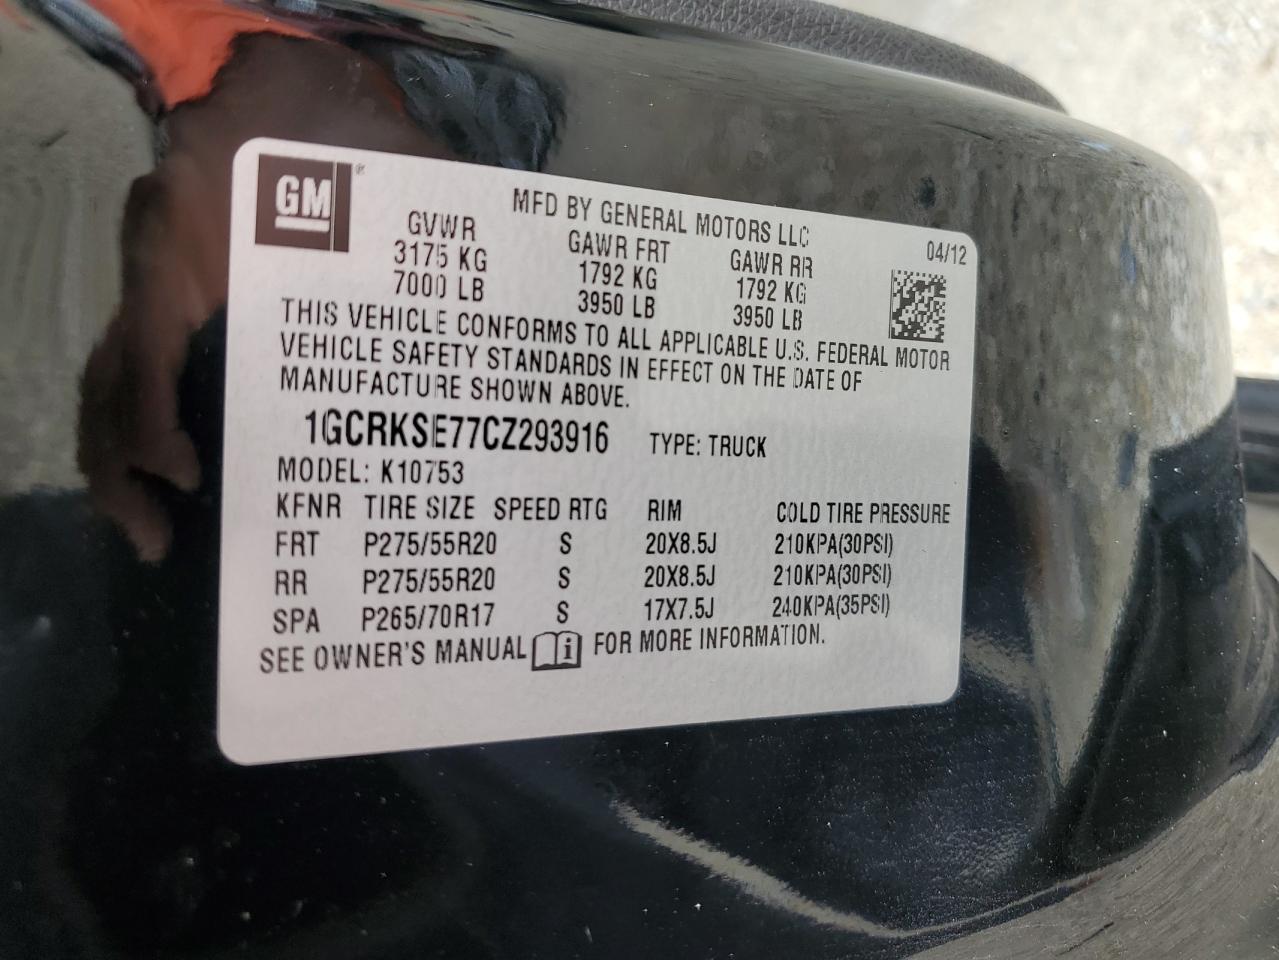 GM®
MFD BY GENERAL MOTORS LLC
GVWR GAWR FRT GAWR RR 04/12
3175 KG 1792 KG 1792 KG
7000 LB 3950 LB 3950 LB
THIS VEHICLE CONFORMS TO ALL APPLICABLE U.S. FEDERAL MOTOR
VEHICLE SAFETY STANDARDS IN EFFECT ON THE DATE OF
MANUFACTURE SHOWN ABOVE.
1GCRKSE77CZ293916 TYPE: TRUCK
MODEL: K10753
KFNR TIRE SIZE SPEED RTG RIM COLD TIRE PRESSURE
FRT P275/55R20 S 20X8.5J 210KPA(30PSI)
RR P275/55R20 S 20X8.5J 210KPA(30PSI)
SPA P265/70R17 S 17X7.5J 240KPA(35PSI)
SEE OWNER'S MANUAL i FOR MORE INFORMATION.